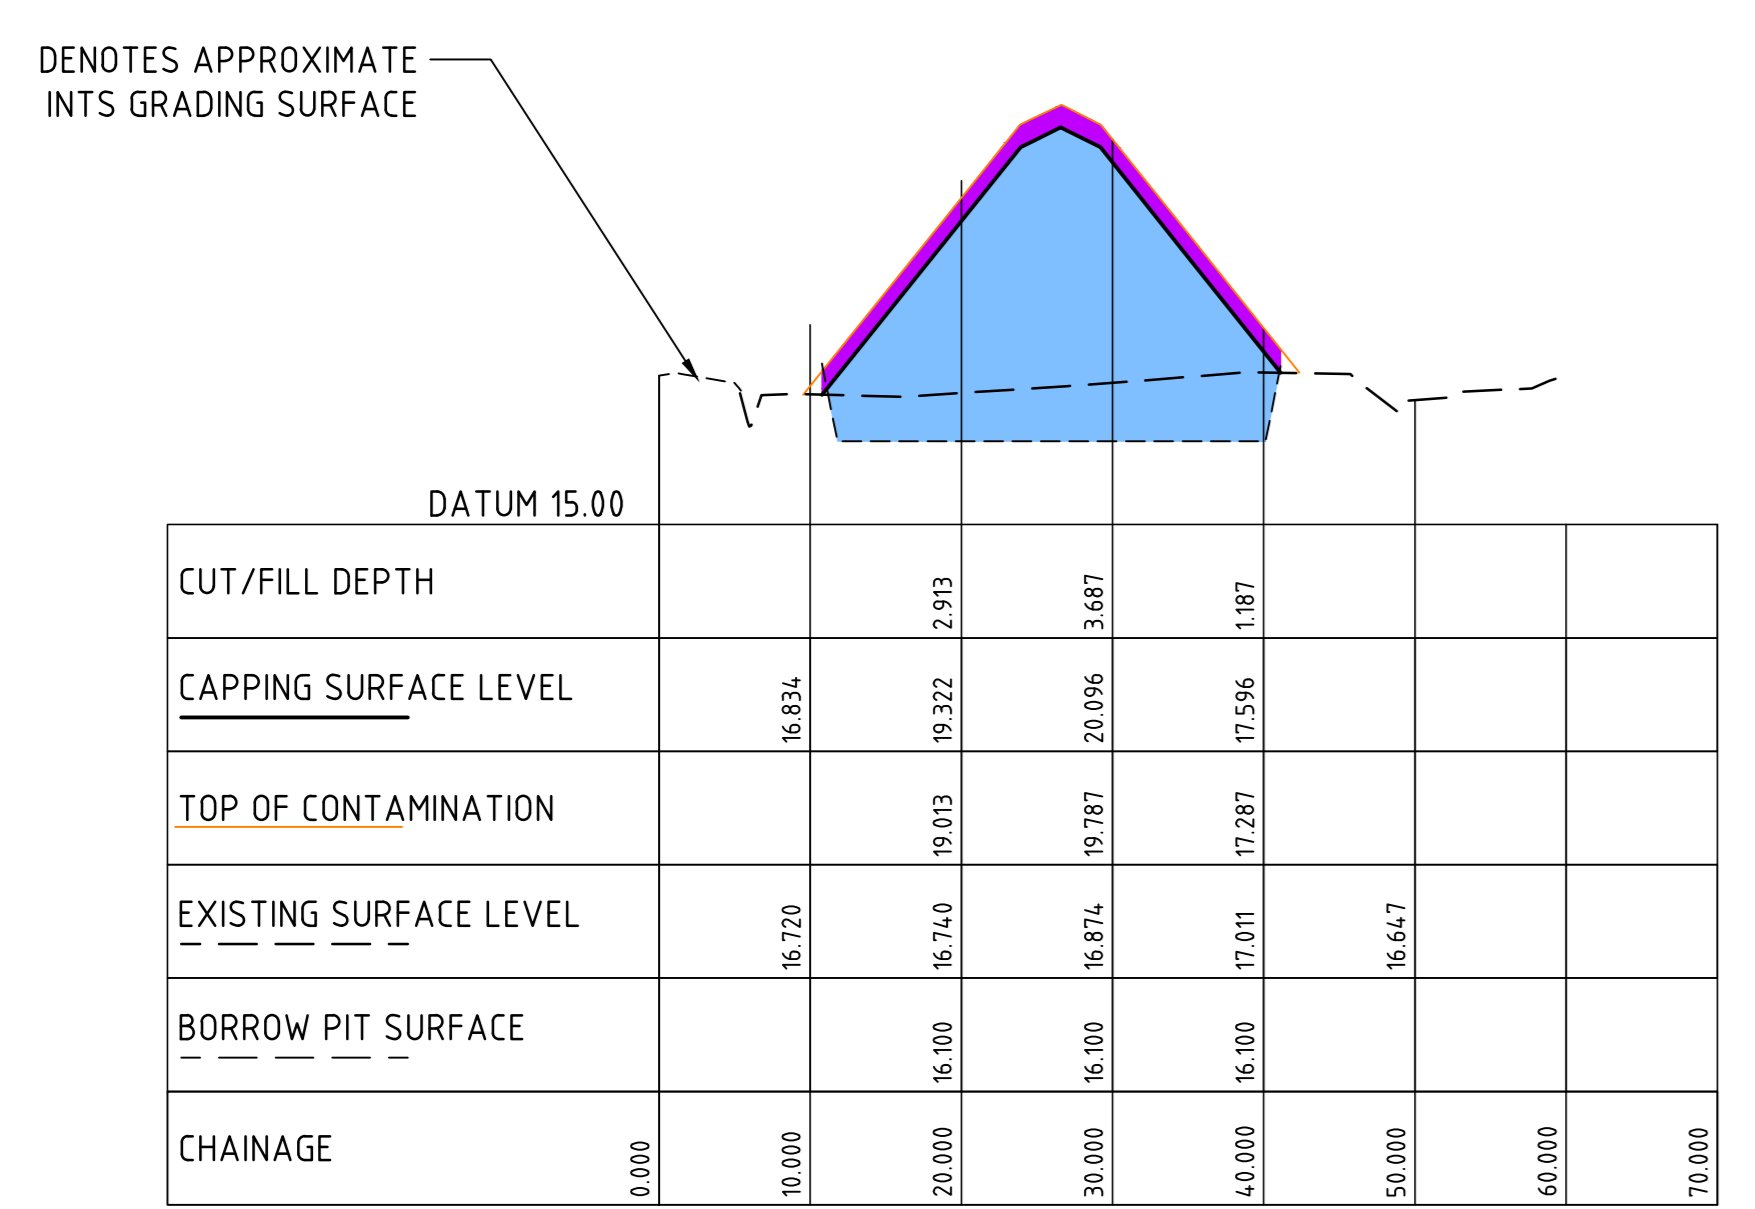 DENOTES APPROXIMATE
INTS GRADING SURFACE
DATUM 15.00
CUT/FILL DEPTH 2.913 3.687 1.187
CAPPING SURFACE LEVEL 16.834 19.322 20.096 17.596
TOP OF CONTAMINATION 19.013 19.787 17.287
EXISTING SURFACE LEVEL 16.720 16.740 16.874 17.011 16.647
BORROW PIT SURFACE 16.100 16.100 16.100
CHAINAGE 0.000 10.000 20.000 30.000 40.000 50.000 60.000 70.000